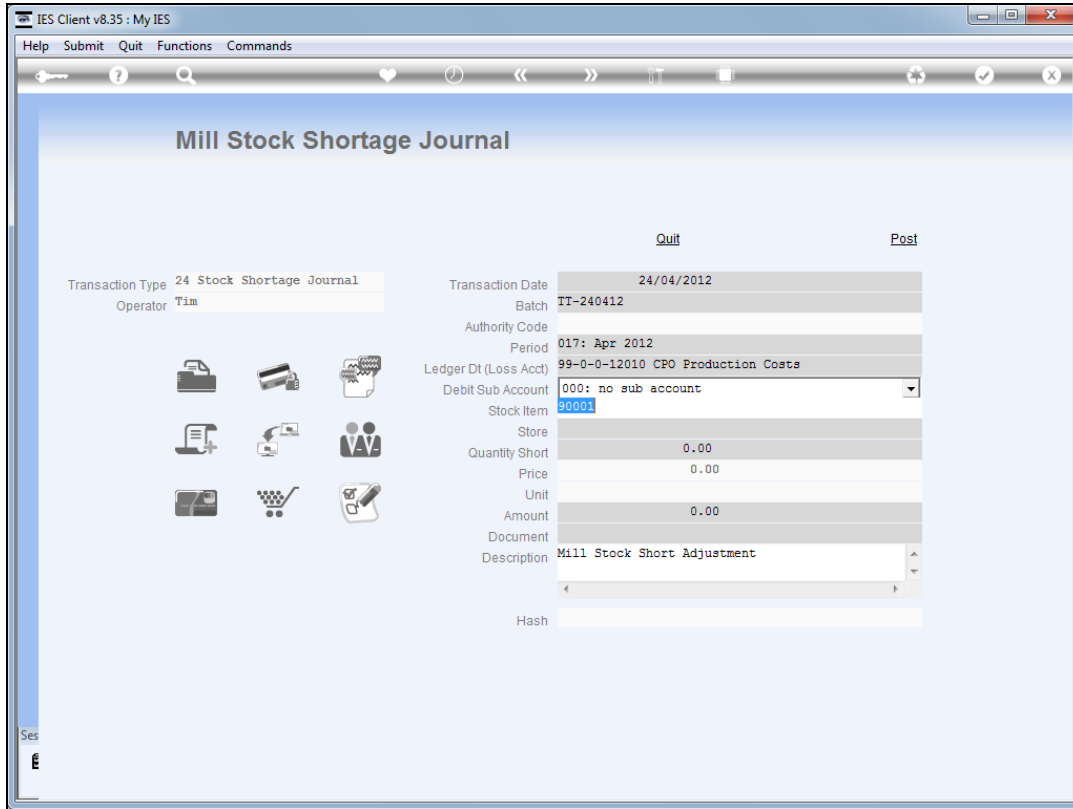 IES Client v8.35 : My IES
Help Submit Quit Functions Commands
Mill Stock Shortage Journal
Quit Post
Transaction Type 24 Stock Shortage Journal
Operator Tim
Transaction Date 24/04/2012
Batch TT-240412
Authority Code
Period 017: Apr 2012
Ledger Dt (Loss Acct) 99-0-0-12010 CPO Production Costs
Debit Sub Account 000: no sub account
Stock Item 90001
Store
Quantity Short 0.00
Price 0.00
Unit
Amount 0.00
Document
Description Mill Stock Short Adjustment
Hash
Ses